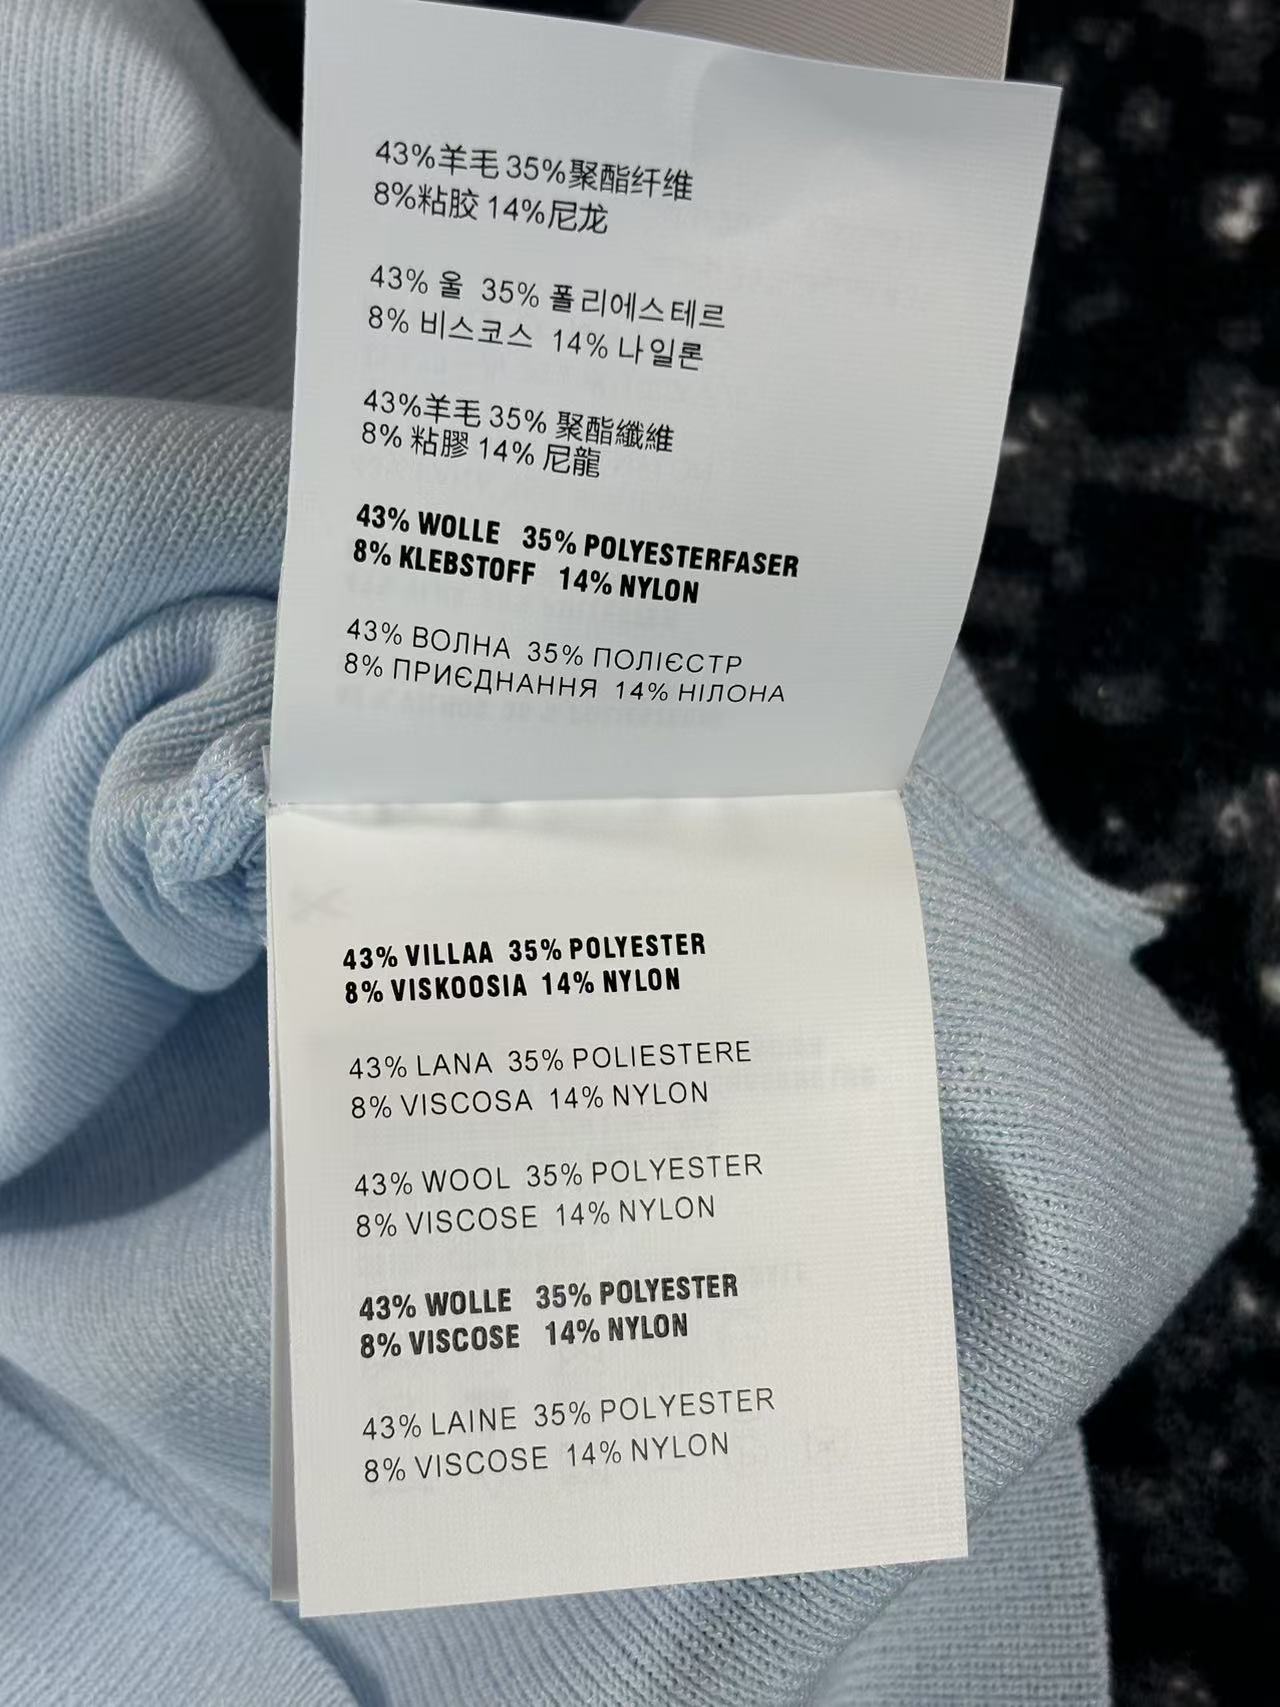 43%羊毛 35%聚酯纤维
8%粘胶 14%尼龙
43% 울 35% 폴리에스테르
8% 비스코스 14% 나일론
43%羊毛 35% 聚酯纖維
8% 粘膠 14% 尼龍
43% WOLLE 35% POLYESTERFASER
8% KLEBSTOFF 14% NYLON
43% ВОЛНА 35% ПОЛІЄСТР
8% ПРИЄДНАННЯ 14% НІЛОНА
43% VILLAA 35% POLYESTER
8% VISKOOSIA 14% NYLON
43% LANA 35% POLIESTERE
8% VISCOSA 14% NYLON
43% WOOL 35% POLYESTER
8% VISCOSE 14% NYLON
43% WOLLE 35% POLYESTER
8% VISCOSE 14% NYLON
43% LAINE 35% POLYESTER
8% VISCOSE 14% NYLON